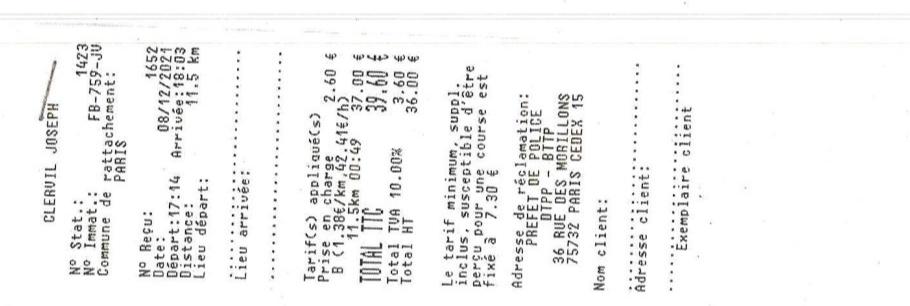 CLERVIL JOSEPH
No Stat.: 1423
No Immat.: FB-759-JU
Commune de rattachement:
PARIS
No Reçu: 1652
Date: 08/12/2021
Départ:17:14 Arrivée:18:03
Distance: 11.5 km
Lieu départ:
Lieu arrivée:
Tarif(s) appliqué(s)
Prise en charge 2.60 €
B (1.38€/km,42.41€/h)
11.5km 00:49 37.00 €
TOTAL TTC 39.60 €
Total TVA 10.00% 3.60 €
Total HT 36.00 €
Le tarif minimum, suppl.
inclus, susceptible d'être
perçu pour une course est
fixé à 7.30 €
Adresse de réclamation:
PREFET DE POLICE
DTPP - BTTP
36 RUE DES MORILLONS
75732 PARIS CEDEX 15
Nom client:
Adresse client:
Exemplaire client